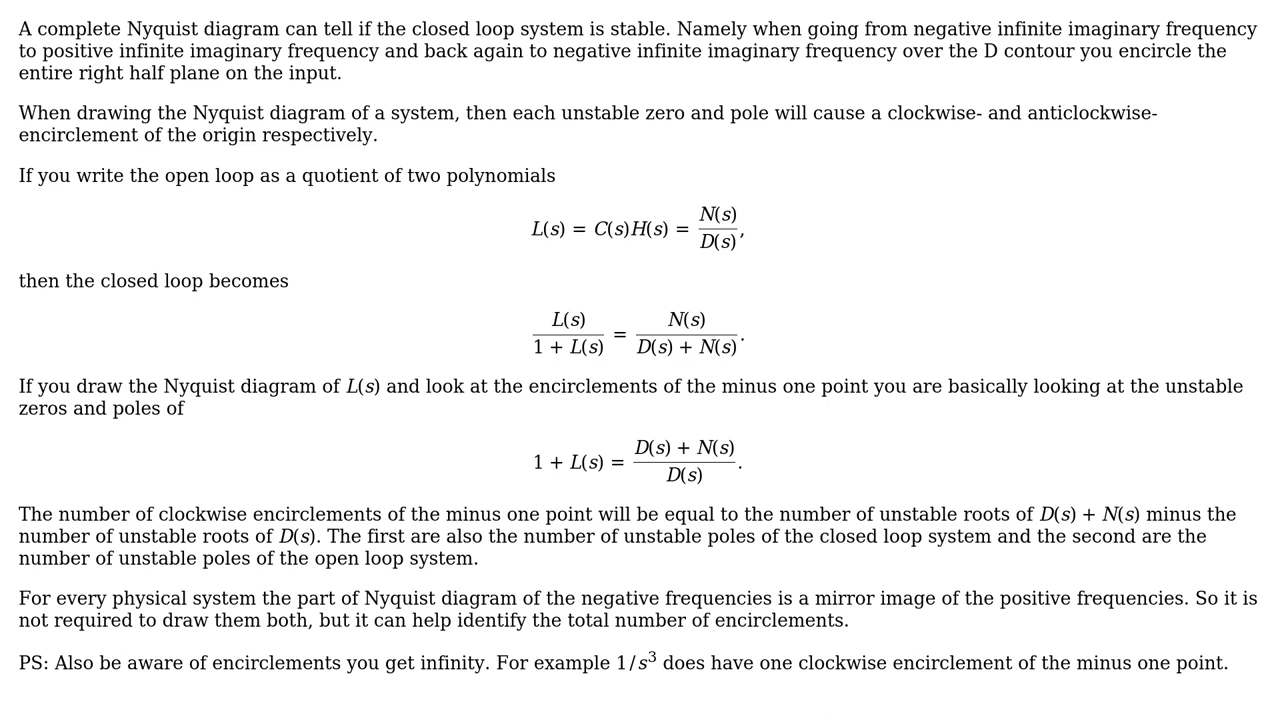 A complete Nyquist diagram can tell if the closed loop system is stable. Namely when going from negative infinite imaginary frequency
to positive infinite imaginary frequency and back again to negative infinite imaginary frequency over the D contour you encircle the
entire right half plane on the input.
When drawing the Nyquist diagram of a system, then each unstable zero and pole will cause a clockwise- and anticlockwise-
encirclement of the origin respectively.
If you write the open loop as a quotient of two polynomials
L(s) = C(s)H(s) = N(s)/D(s),
then the closed loop becomes
L(s)/(1 + L(s)) = N(s)/(D(s) + N(s)).
If you draw the Nyquist diagram of L(s) and look at the encirclements of the minus one point you are basically looking at the unstable
zeros and poles of
1 + L(s) = (D(s) + N(s))/D(s).
The number of clockwise encirclements of the minus one point will be equal to the number of unstable roots of D(s) + N(s) minus the
number of unstable roots of D(s). The first are also the number of unstable poles of the closed loop system and the second are the
number of unstable poles of the open loop system.
For every physical system the part of Nyquist diagram of the negative frequencies is a mirror image of the positive frequencies. So it is
not required to draw them both, but it can help identify the total number of encirclements.
PS: Also be aware of encirclements you get infinity. For example 1/s³ does have one clockwise encirclement of the minus one point.